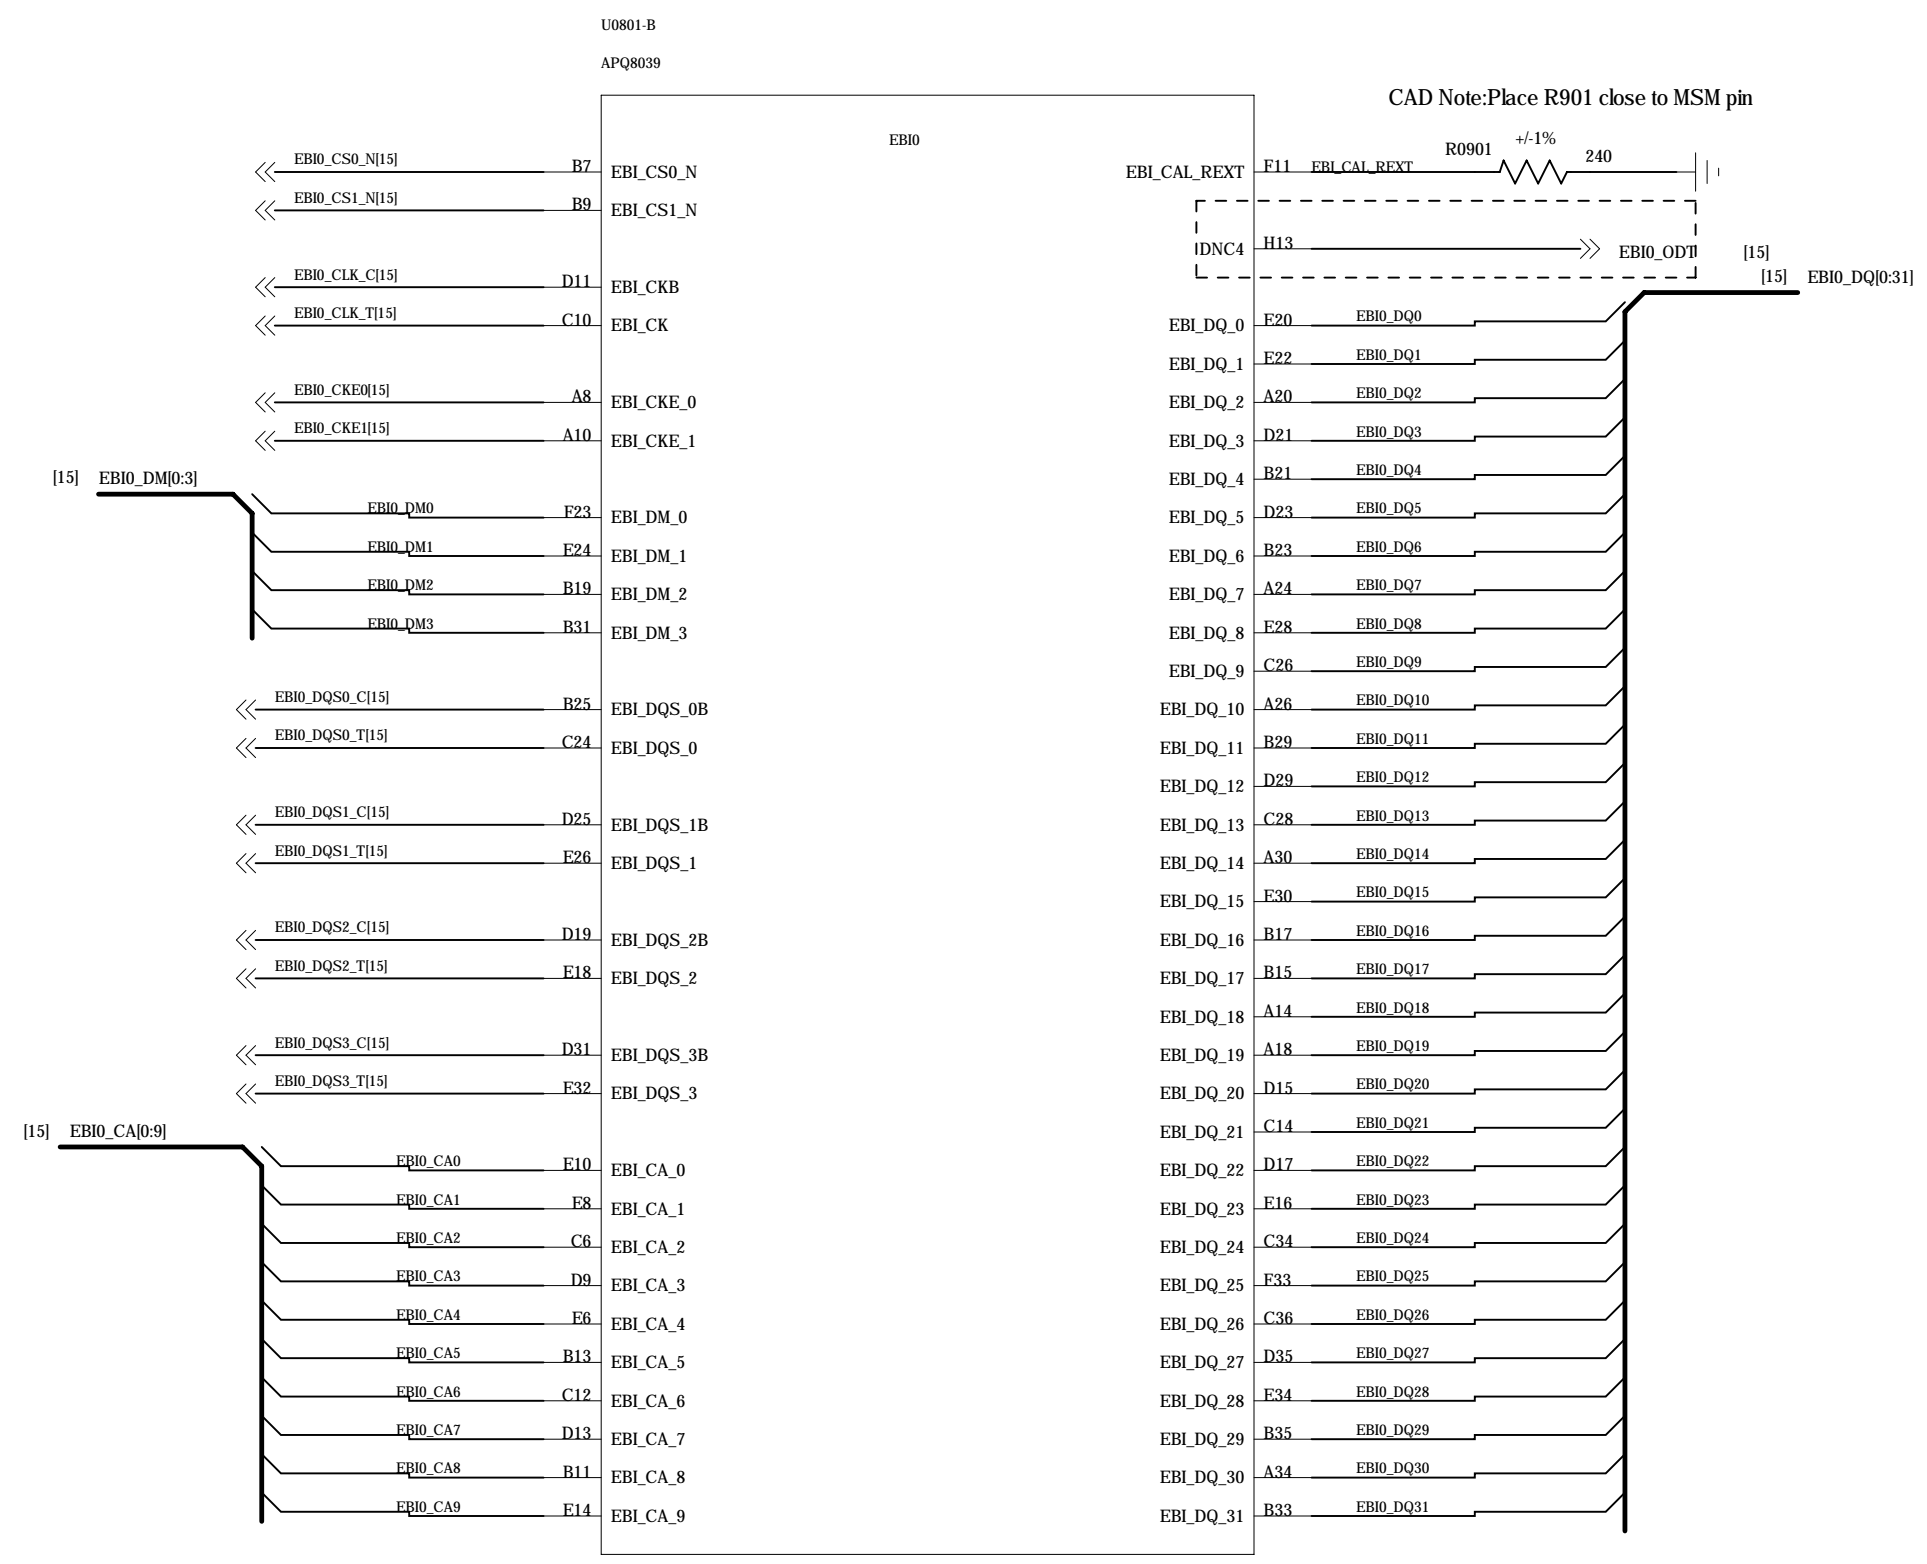 U0801-B
APQ8039
CAD Note:Place R901 close to MSM pin
EBI0
EBI0_CS0_N[15] B7 EBI_CS0_N
EBI0_CS1_N[15] B9 EBI_CS1_N
EBI0_CLK_C[15] D11 EBI_CKB
EBI0_CLK_T[15] C10 EBI_CK
EBI0_CKE0[15] A8 EBI_CKE_0
EBI0_CKE1[15] A10 EBI_CKE_1
[15] EBI0_DM[0:3]
EBI0_DM0 F23 EBI_DM_0
EBI0_DM1 E24 EBI_DM_1
EBI0_DM2 B19 EBI_DM_2
EBI0_DM3 B31 EBI_DM_3
EBI0_DQS0_C[15] B25 EBI_DQS_0B
EBI0_DQS0_T[15] C24 EBI_DQS_0
EBI0_DQS1_C[15] D25 EBI_DQS_1B
EBI0_DQS1_T[15] E26 EBI_DQS_1
EBI0_DQS2_C[15] D19 EBI_DQS_2B
EBI0_DQS2_T[15] E18 EBI_DQS_2
EBI0_DQS3_C[15] D31 EBI_DQS_3B
EBI0_DQS3_T[15] E32 EBI_DQS_3
[15] EBI0_CA[0:9]
EBI0_CA0 E10 EBI_CA_0
EBI0_CA1 E8 EBI_CA_1
EBI0_CA2 C6 EBI_CA_2
EBI0_CA3 D9 EBI_CA_3
EBI0_CA4 E6 EBI_CA_4
EBI0_CA5 B13 EBI_CA_5
EBI0_CA6 C12 EBI_CA_6
EBI0_CA7 D13 EBI_CA_7
EBI0_CA8 B11 EBI_CA_8
EBI0_CA9 E14 EBI_CA_9
R0901 +/-1% 240
EBI_CAL_REXT F11 EBI_CAL_REXT
DNC4 H13 EBI0_ODT [15]
[15] EBI0_DQ[0:31]
EBI_DQ_0 E20 EBI0_DQ0
EBI_DQ_1 E22 EBI0_DQ1
EBI_DQ_2 A20 EBI0_DQ2
EBI_DQ_3 D21 EBI0_DQ3
EBI_DQ_4 B21 EBI0_DQ4
EBI_DQ_5 D23 EBI0_DQ5
EBI_DQ_6 B23 EBI0_DQ6
EBI_DQ_7 A24 EBI0_DQ7
EBI_DQ_8 E28 EBI0_DQ8
EBI_DQ_9 C26 EBI0_DQ9
EBI_DQ_10 A26 EBI0_DQ10
EBI_DQ_11 B29 EBI0_DQ11
EBI_DQ_12 D29 EBI0_DQ12
EBI_DQ_13 C28 EBI0_DQ13
EBI_DQ_14 A30 EBI0_DQ14
EBI_DQ_15 E30 EBI0_DQ15
EBI_DQ_16 B17 EBI0_DQ16
EBI_DQ_17 B15 EBI0_DQ17
EBI_DQ_18 A14 EBI0_DQ18
EBI_DQ_19 A18 EBI0_DQ19
EBI_DQ_20 D15 EBI0_DQ20
EBI_DQ_21 C14 EBI0_DQ21
EBI_DQ_22 D17 EBI0_DQ22
EBI_DQ_23 E16 EBI0_DQ23
EBI_DQ_24 C34 EBI0_DQ24
EBI_DQ_25 F33 EBI0_DQ25
EBI_DQ_26 C36 EBI0_DQ26
EBI_DQ_27 D35 EBI0_DQ27
EBI_DQ_28 E34 EBI0_DQ28
EBI_DQ_29 B35 EBI0_DQ29
EBI_DQ_30 A34 EBI0_DQ30
EBI_DQ_31 B33 EBI0_DQ31